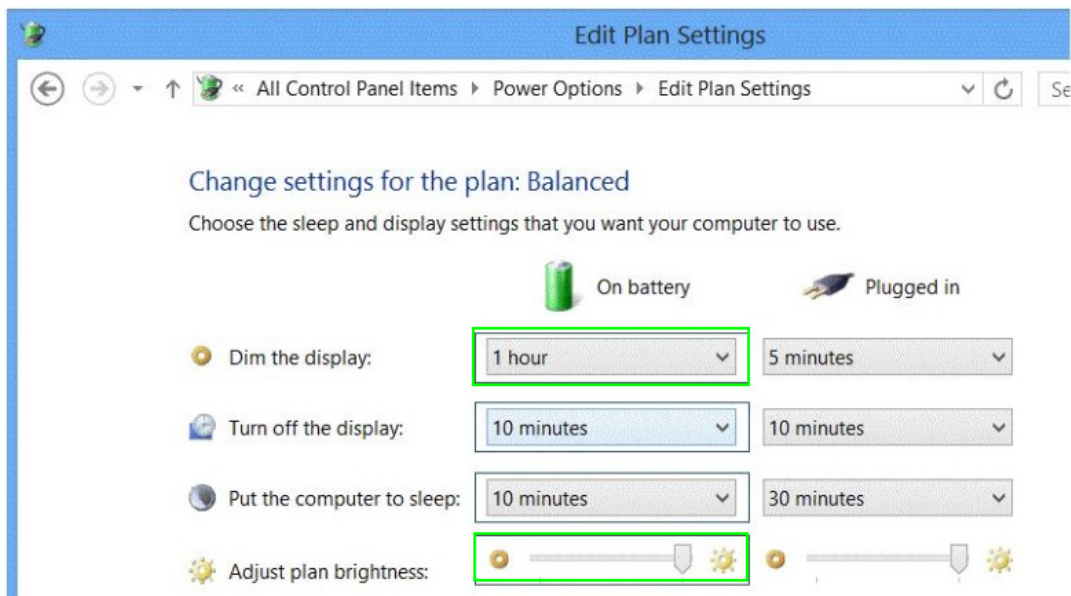 Edit Plan Settings
« All Control Panel Items Power Options Edit Plan Settings Se
Change settings for the plan: Balanced
Choose the sleep and display settings that you want your computer to use.
On battery Plugged in
Dim the display: 1 hour 5 minutes
Turn off the display: 10 minutes 10 minutes
Put the computer to sleep: 10 minutes 30 minutes
Adjust plan brightness: